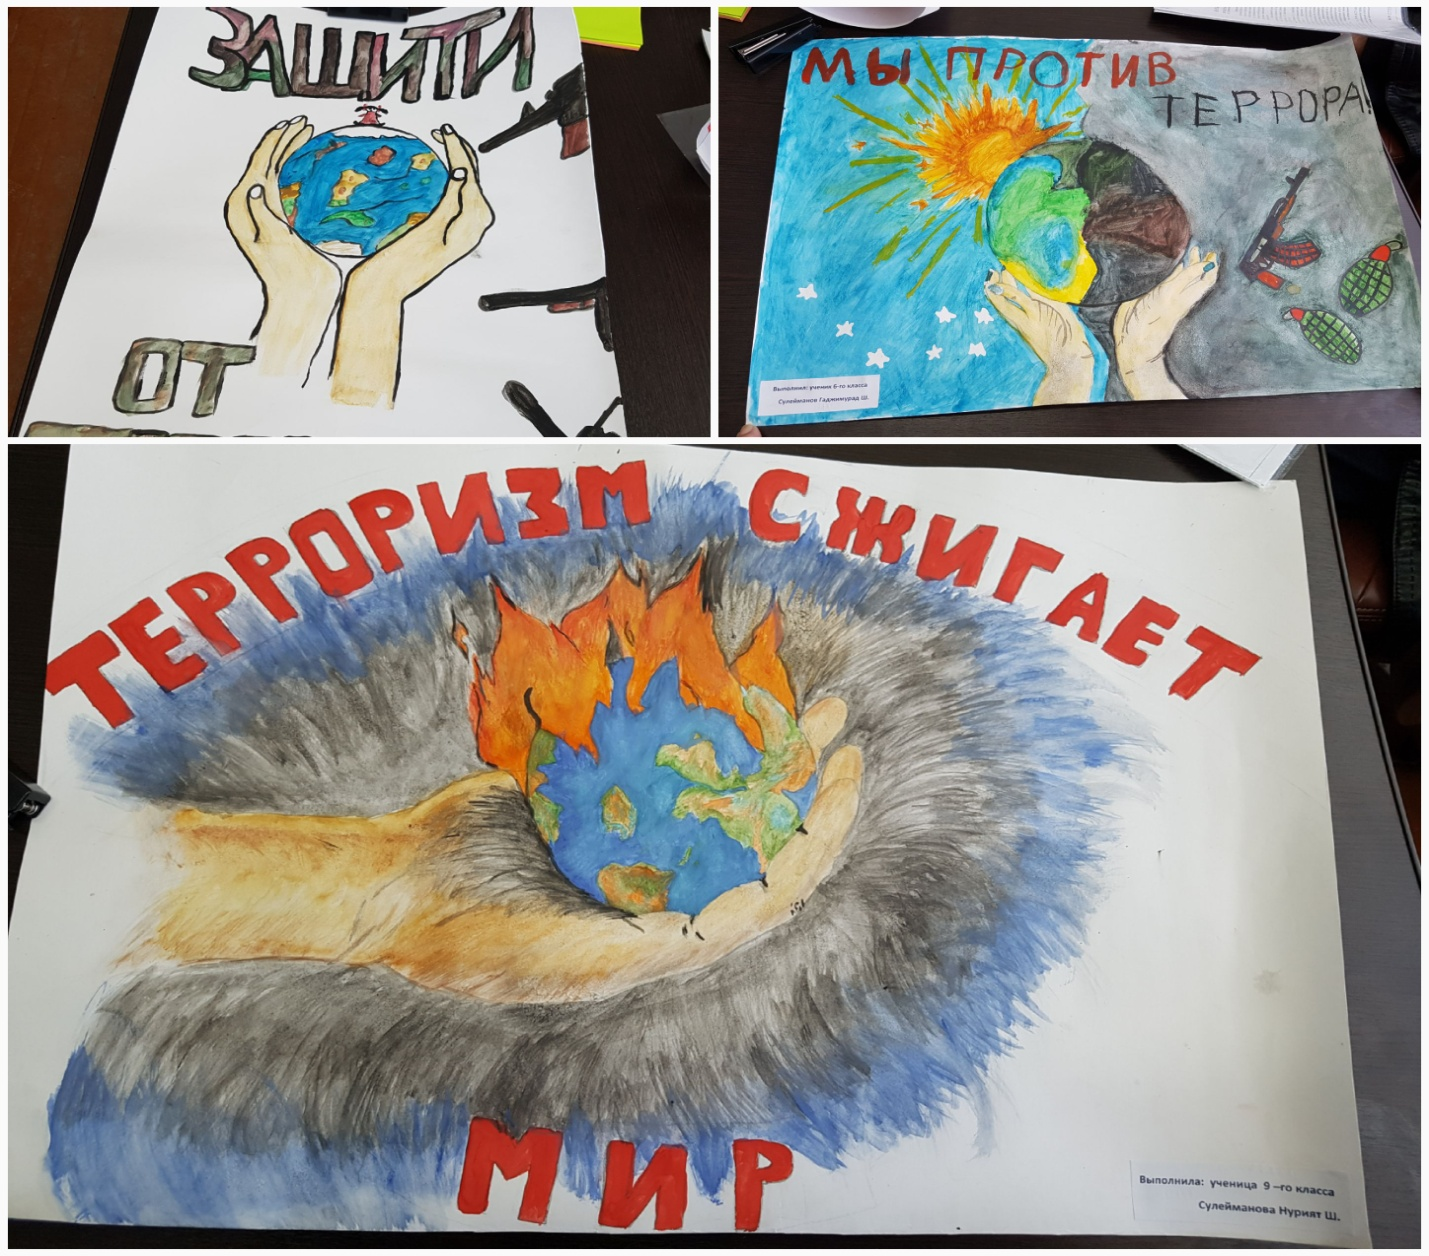 ЗАЩИТИ
ОТ
МЫ ПРОТИВ
ТЕРРОРА!
Выполнил: ученик 6-го класса
Сулейманов Гаджимурад Ш.
ТЕРРОРИЗМ СЖИГАЕТ
МИР
Выполнила: ученица 9 –го класса
Сулейманова Нурият Ш.